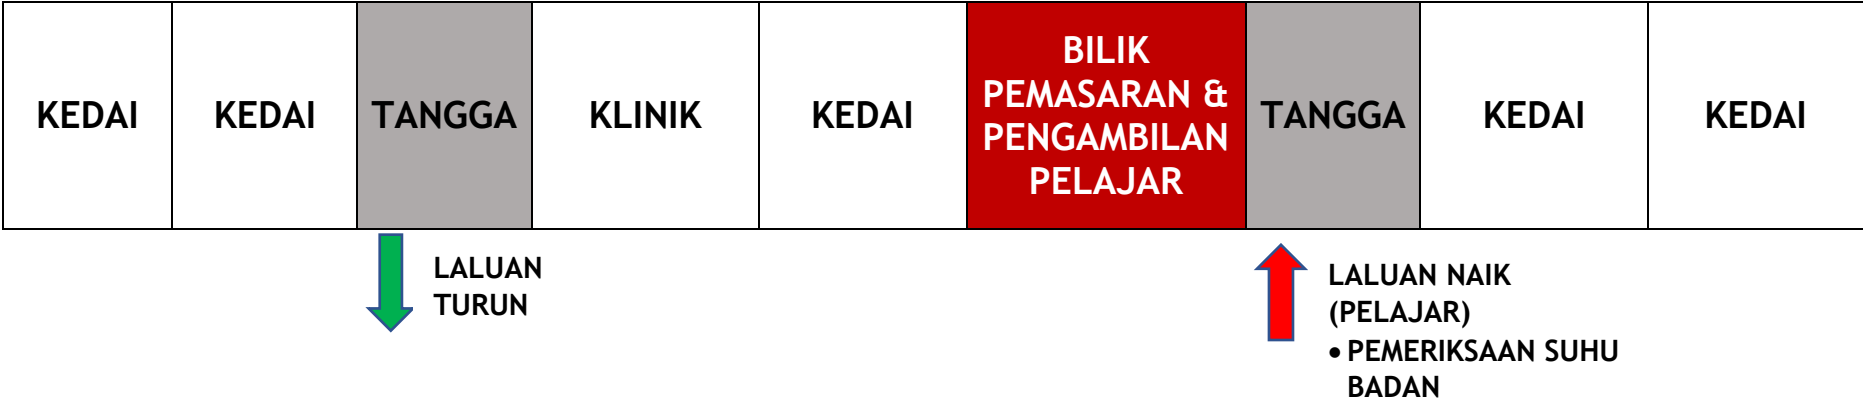 KEDAI
KEDAI
TANGGA
KLINIK
KEDAI
BILIK
PEMASARAN &
PENGAMBILAN
PELAJAR
TANGGA
KEDAI
KEDAI
LALUAN
TURUN
LALUAN NAIK
(PELAJAR)
• PEMERIKSAAN SUHU
BADAN